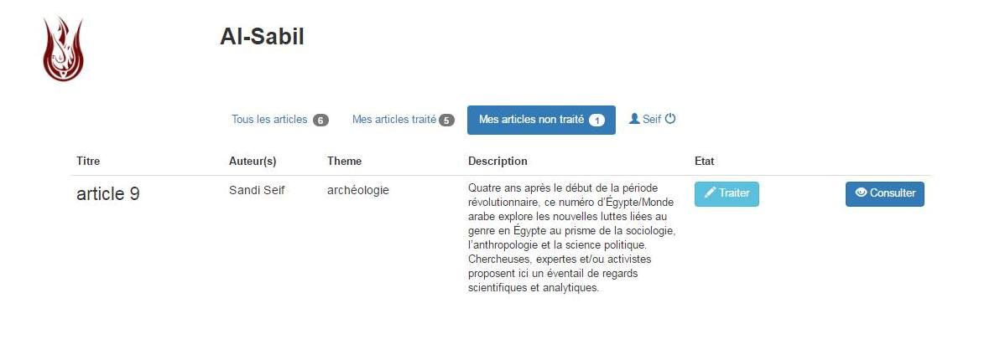 Al-Sabil
Tous les articles 6 Mes articles traité 5 Mes articles non traité 1 Seif
Titre Auteur(s) Theme Description Etat
article 9 Sandi Seif archéologie Quatre ans après le début de la période Traiter Consulter
révolutionnaire, ce numéro d'Égypte/Monde
arabe explore les nouvelles luttes liées au
genre en Égypte au prisme de la sociologie,
l'anthropologie et la science politique.
Chercheuses, expertes et/ou activistes
proposent ici un éventail de regards
scientifiques et analytiques.